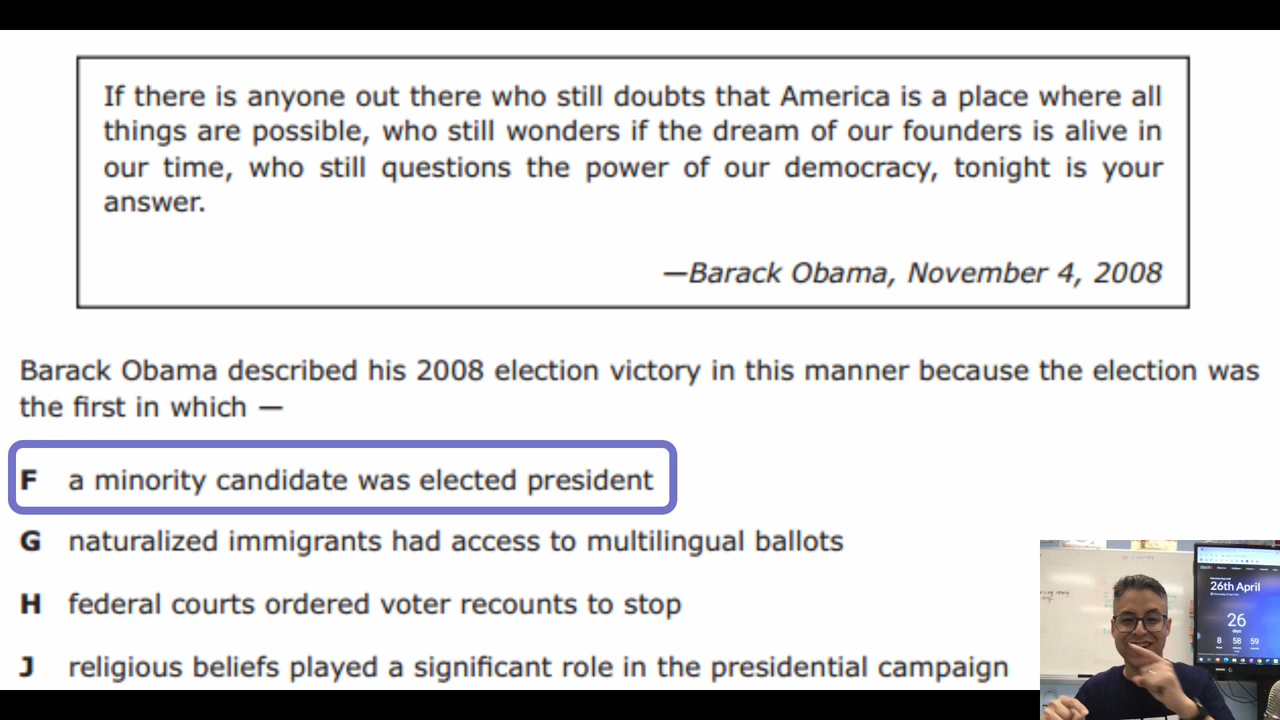 If there is anyone out there who still doubts that America is a place where all
things are possible, who still wonders if the dream of our founders is alive in
our time, who still questions the power of our democracy, tonight is your
answer.
—Barack Obama, November 4, 2008
Barack Obama described his 2008 election victory in this manner because the election was
the first in which —
F a minority candidate was elected president
G naturalized immigrants had access to multilingual ballots
H federal courts ordered voter recounts to stop
J religious beliefs played a significant role in the presidential campaign
26th April
26
days
8 58 59